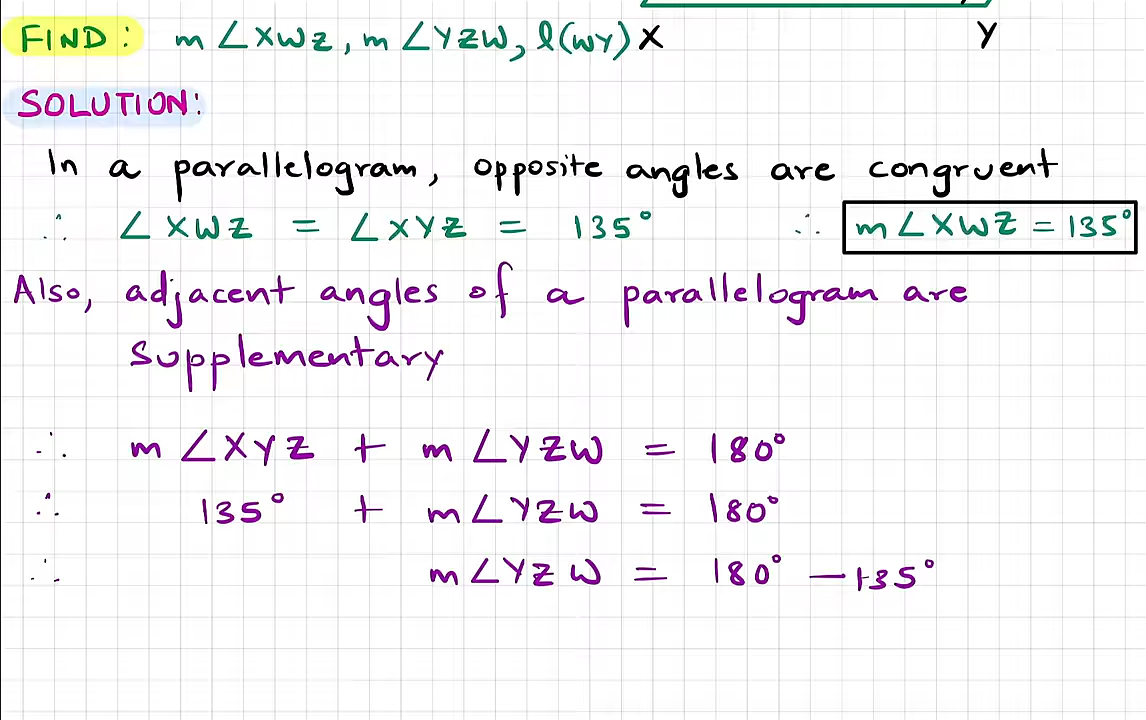 FIND: m∠XWZ, m∠YZW, l(WY) X Y
SOLUTION:
In a parallelogram, opposite angles are congruent
∴ ∠XWZ = ∠XYZ = 135° ∴ m∠XWZ = 135°
Also, adjacent angles of a parallelogram are
supplementary
∴ m∠XYZ + m∠YZW = 180°
∴ 135° + m∠YZW = 180°
∴ m∠YZW = 180° – 135°